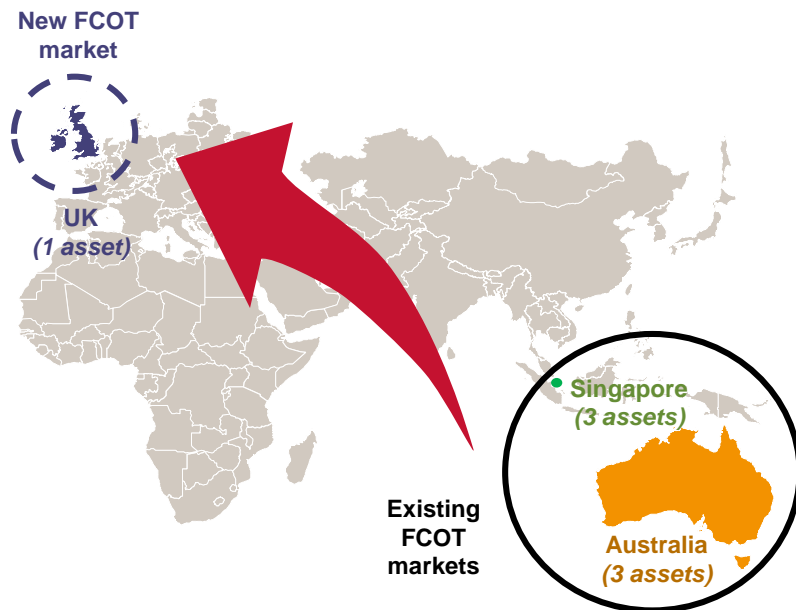 New FCOT
market
UK
(1 asset)
Singapore
(3 assets)
Existing
FCOT
markets
Australia
(3 assets)